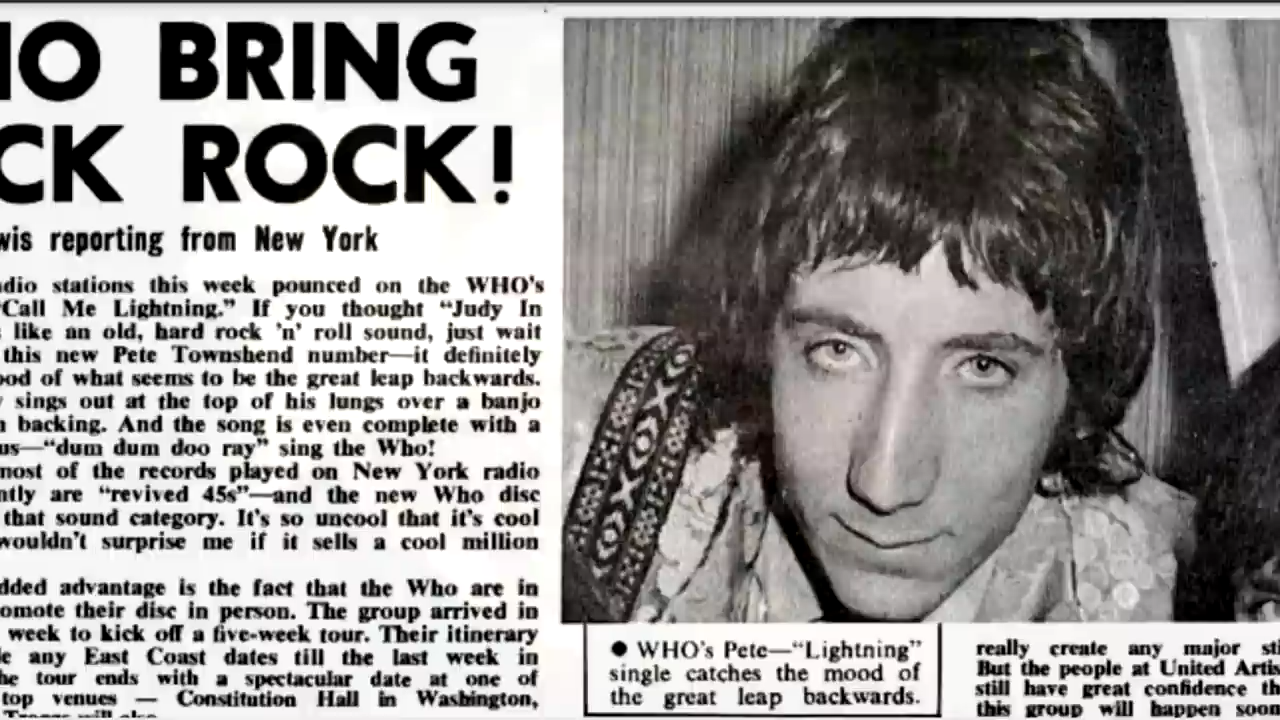 HO BRING
CK ROCK!
wis reporting from New York
adio stations this week pounced on the WHO's
"Call Me Lightning." If you thought "Judy In
like an old, hard rock 'n' roll sound, just wait
this new Pete Townshend number—it definitely
ood of what seems to be the great leap backwards.
sings out at the top of his lungs over a banjo
backing. And the song is even complete with a
us—"dum dum doo ray" sing the Who!
most of the records played on New York radio
ntly are "revived 45s"—and the new Who disc
that sound category. It's so uncool that it's cool
wouldn't surprise me if it sells a cool million
dded advantage is the fact that the Who are in
omote their disc in person. The group arrived in
week to kick off a five-week tour. Their itinerary
any East Coast dates till the last week in
he tour ends with a spectacular date at one of
top venues — Constitution Hall in Washington,
● WHO's Pete—"Lightning"
single catches the mood of
the great leap backwards.
really create any major sti
But the people at United Artis
still have great confidence th
this group will happen soon